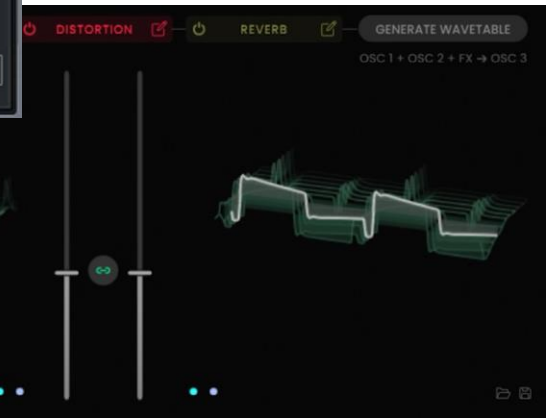 DISTORTION
REVERB
GENERATE WAVETABLE
OSC 1 + OSC 2 + FX → OSC 3